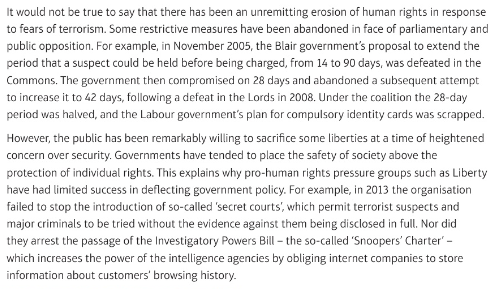 It would not be true to say that there has been an unremitting erosion of human rights in response
to fears of terrorism. Some restrictive measures have been abandoned in face of parliamentary and
public opposition. For example, in November 2005, the Blair government's proposal to extend the
period that a suspect could be held before being charged, from 14 to 90 days, was defeated in the
Commons. The government then compromised on 28 days and abandoned a subsequent attempt
to increase it to 42 days, following a defeat in the Lords in 2008. Under the coalition the 28-day
period was halved, and the Labour government's plan for compulsory identity cards was scrapped.
However, the public has been remarkably willing to sacrifice some liberties at a time of heightened
concern over security. Governments have tended to place the safety of society above the
protection of individual rights. This explains why pro-human rights pressure groups such as Liberty
have had limited success in deflecting government policy. For example, in 2013 the organisation
failed to stop the introduction of so-called 'secret courts', which permit terrorist suspects and
major criminals to be tried without the evidence against them being disclosed in full. Nor did
they arrest the passage of the Investigatory Powers Bill – the so-called 'Snoopers' Charter' –
which increases the power of the intelligence agencies by obliging internet companies to store
information about customers' browsing history.